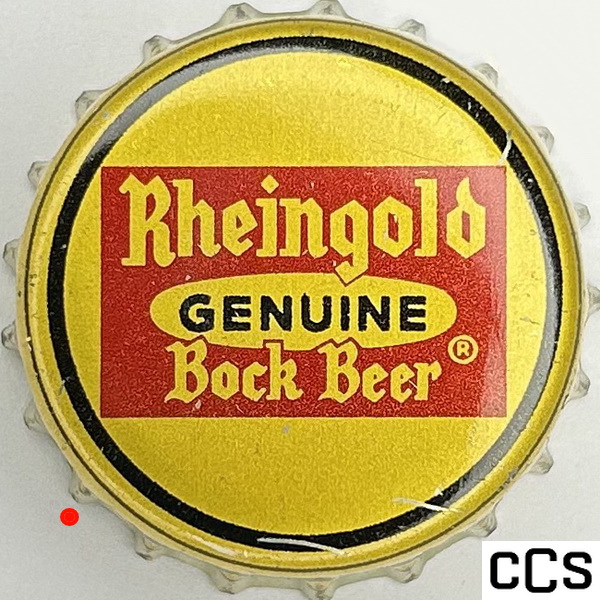 Rheingold
GENUINE
Bock Beer ®
CCS